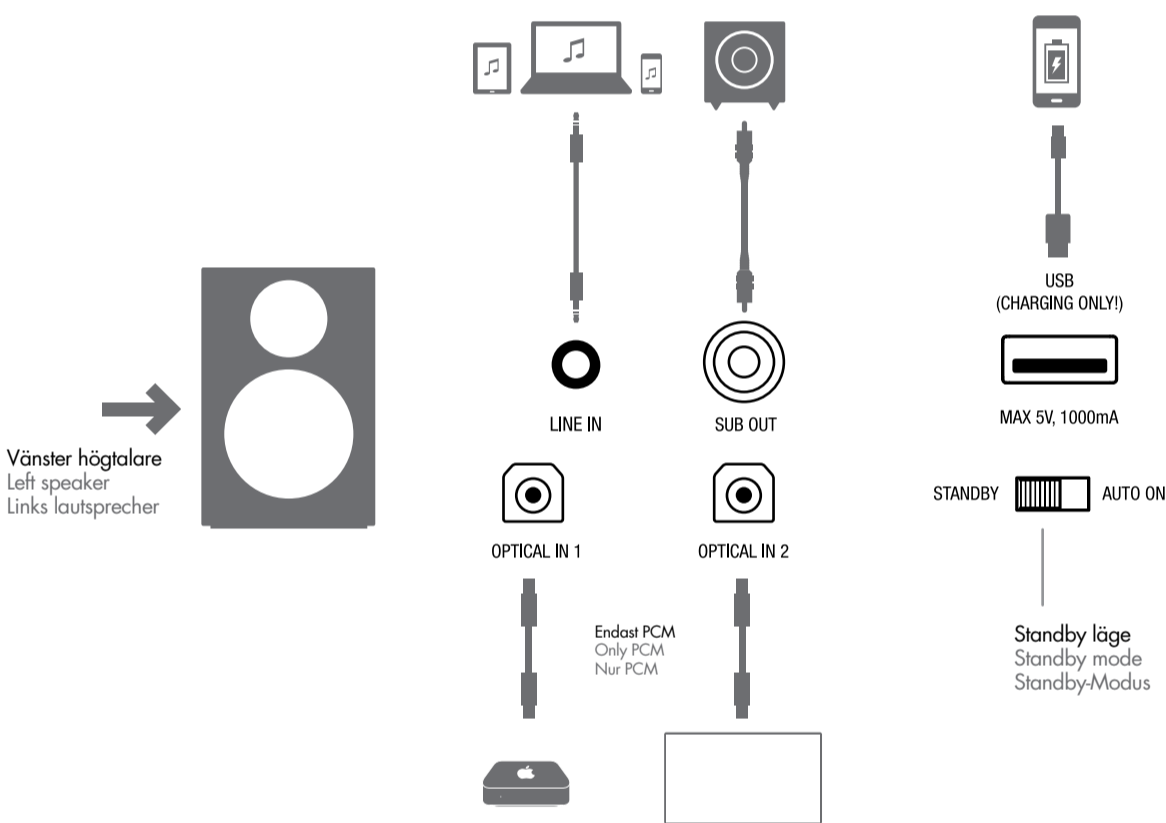 USB
(CHARGING ONLY!)
LINE IN
SUB OUT
MAX 5V, 1000mA
Vänster högtalare
Left speaker
Links lautsprecher
STANDBY
AUTO ON
OPTICAL IN 1
OPTICAL IN 2
Endast PCM
Only PCM
Nur PCM
Standby läge
Standby mode
Standby-Modus